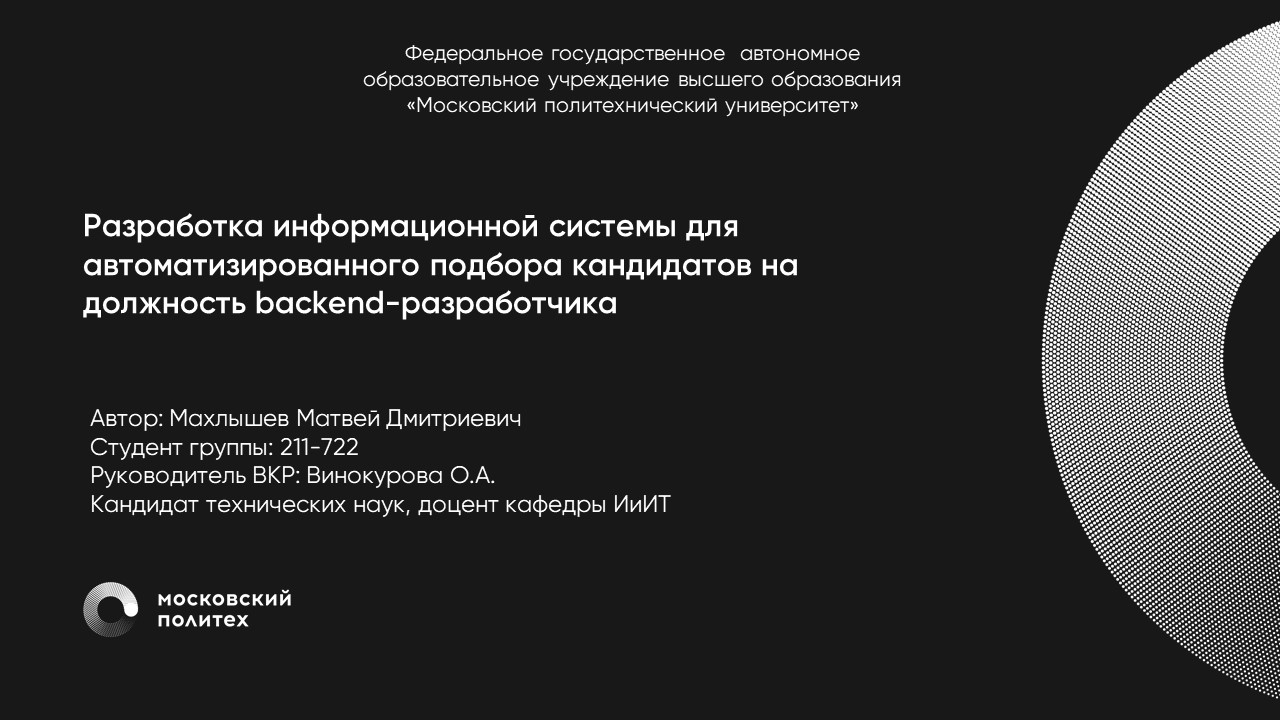 Федеральное государственное автономное
образовательное учреждение высшего образования
«Московский политехнический университет»
Разработка информационной системы для
автоматизированного подбора кандидатов на
должность backend-разработчика
Автор: Махлышев Матвей Дмитриевич
Студент группы: 211-722
Руководитель ВКР: Винокурова О.А.
Кандидат технических наук, доцент кафедры ИиИТ
московский
политех